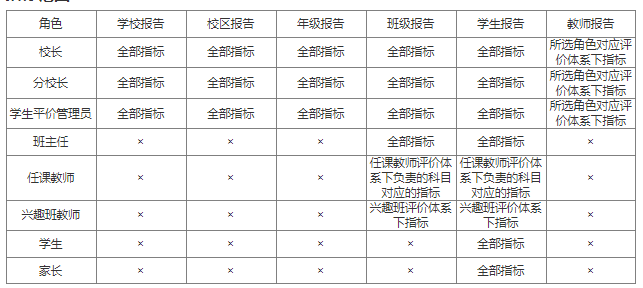 角色 学校报告 校区报告 年级报告 班级报告 学生报告 教师报告
校长 全部指标 全部指标 全部指标 全部指标 全部指标 所选角色对应评
价体系下指标
分校长 全部指标 全部指标 全部指标 全部指标 全部指标 所选角色对应评
价体系下指标
学生平价管理员 全部指标 全部指标 全部指标 全部指标 全部指标 所选角色对应评
价体系下指标
班主任 × × × 全部指标 全部指标 ×
任课教师 × × × 任课教师评价体
系下负责的科目
对应的指标 任课教师评价体
系下负责的科目
对应的指标 ×
兴趣班教师 × × × 兴趣班评价体系
下指标 兴趣班评价体系
下指标 ×
学生 × × × × 全部指标 ×
家长 × × × × 全部指标 ×